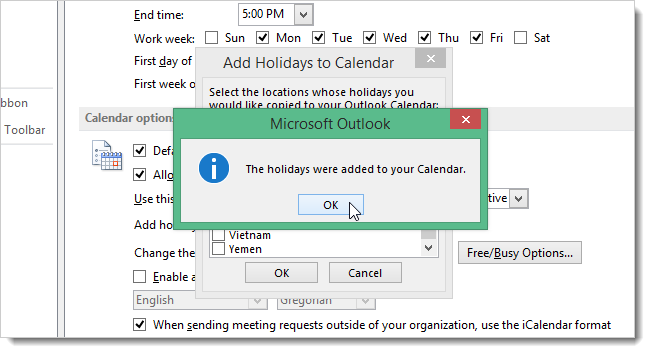 End time:
5:00 PM
Work week:
Sun Mon Tue Wed Thu Fri Sat
First day of
Add Holidays to Calendar
First week o
Select the locations whose holidays you
would like copied to your Outlook Calendar:
bbon
Toolbar
Calendar option
Microsoft Outlook
Defa
The holidays were added to your Calendar.
Allo
Use this
tive
OK
Add holi
Vietnam
Yemen
Change the
Free/Busy Options...
Enable a
OK
Cancel
English
Gregorian
When sending meeting requests outside of your organization, use the iCalendar format